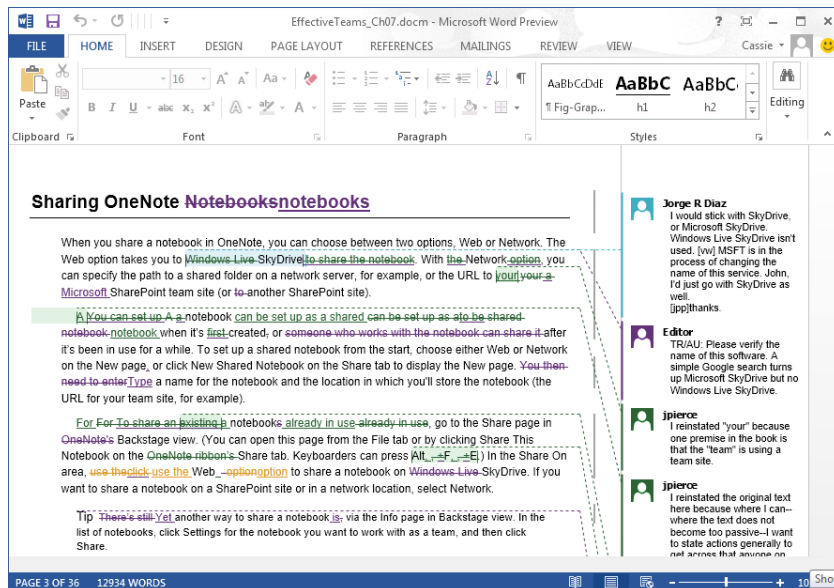 EffectiveTeams_Ch07.docm - Microsoft Word Preview
FILE HOME INSERT DESIGN PAGE LAYOUT REFERENCES MAILINGS REVIEW VIEW Cassie
Paste
16
Aa
B I U abc X₂ X²
A
AaBbCcDdE AaBbC AaBbC
¶ Fig-Grap... h1 h2
Editing
Clipboard Font Paragraph Styles
Sharing OneNote Notebooksnotebooks
When you share a notebook in OneNote, you can choose between two options, Web or Network. The
Web option takes you to Windows Live SkyDrive to share the notebook. With the Network option, you
can specify the path to a shared folder on a network server, for example, or the URL to your your a
Microsoft SharePoint team site (or to another SharePoint site).
A You can set up A a notebook can be set up as a shared can be set up as ato be shared
notebook notebook when it's first created, or someone who works with the notebook can share it after
it's been in use for a while. To set up a shared notebook from the start, choose either Web or Network
on the New page, or click New Shared Notebook on the Share tab to display the New page. You then
need to enterType a name for the notebook and the location in which you'll store the notebook (the
URL for your team site, for example).
For For To share an existing a notebooks already in use already in use, go to the Share page in
OneNote's Backstage view. (You can open this page from the File tab or by clicking Share This
Notebook on the OneNote ribbon's Share tab. Keyboarders can press Alt, +F, +E.) In the Share On
area, use theclick use the Web -optionoption to share a notebook on Windows Live SkyDrive. If you
want to share a notebook on a SharePoint site or in a network location, select Network.
Tip There's still Yet another way to share a notebook is, via the Info page in Backstage view. In the
list of notebooks, click Settings for the notebook you want to work with as a team, and then click
Share.
Jorge R Diaz
I would stick with SkyDrive,
or Microsoft SkyDrive.
Windows Live SkyDrive isn't
used. [vw] MSFT is in the
process of changing the
name of this service. John,
I'd just go with SkyDrive as
well.
[jpp]thanks.
Editor
TR/AU: Please verify the
name of this software. A
simple Google search turns
up Microsoft SkyDrive but no
Windows Live SkyDrive.
jpierce
I reinstated "your" because
one premise in the book is
that the "team" is using a
team site.
jpierce
I reinstated the original text
here because where I can--
where the text does not
become too passive--I want
to state actions generally to
get across that anyone on
PAGE 3 OF 36 12934 WORDS 10 Sho